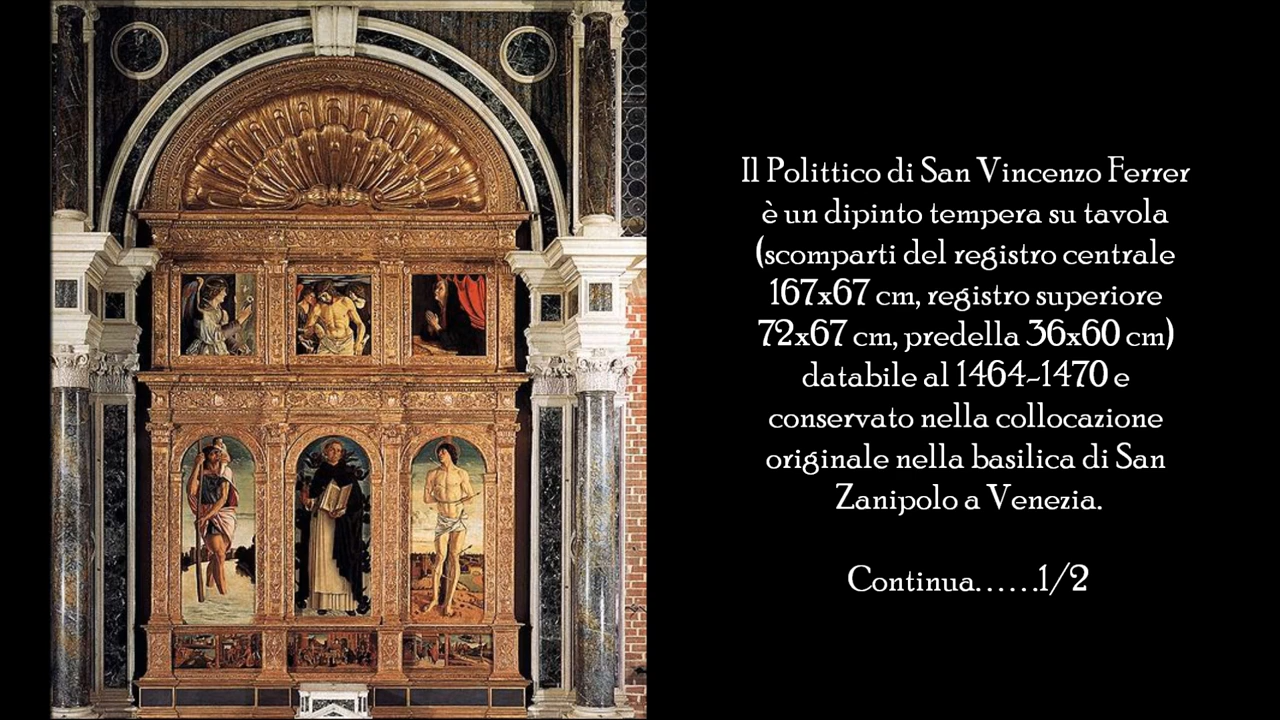 Il Polittico di San Vincenzo Ferrer
è un dipinto tempera su tavola
(scomparti del registro centrale
167x67 cm, registro superiore
72x67 cm, predella 36x60 cm)
databile al 1464-1470 e
conservato nella collocazione
originale nella basilica di San
Zanipolo a Venezia.
Continua......1/2